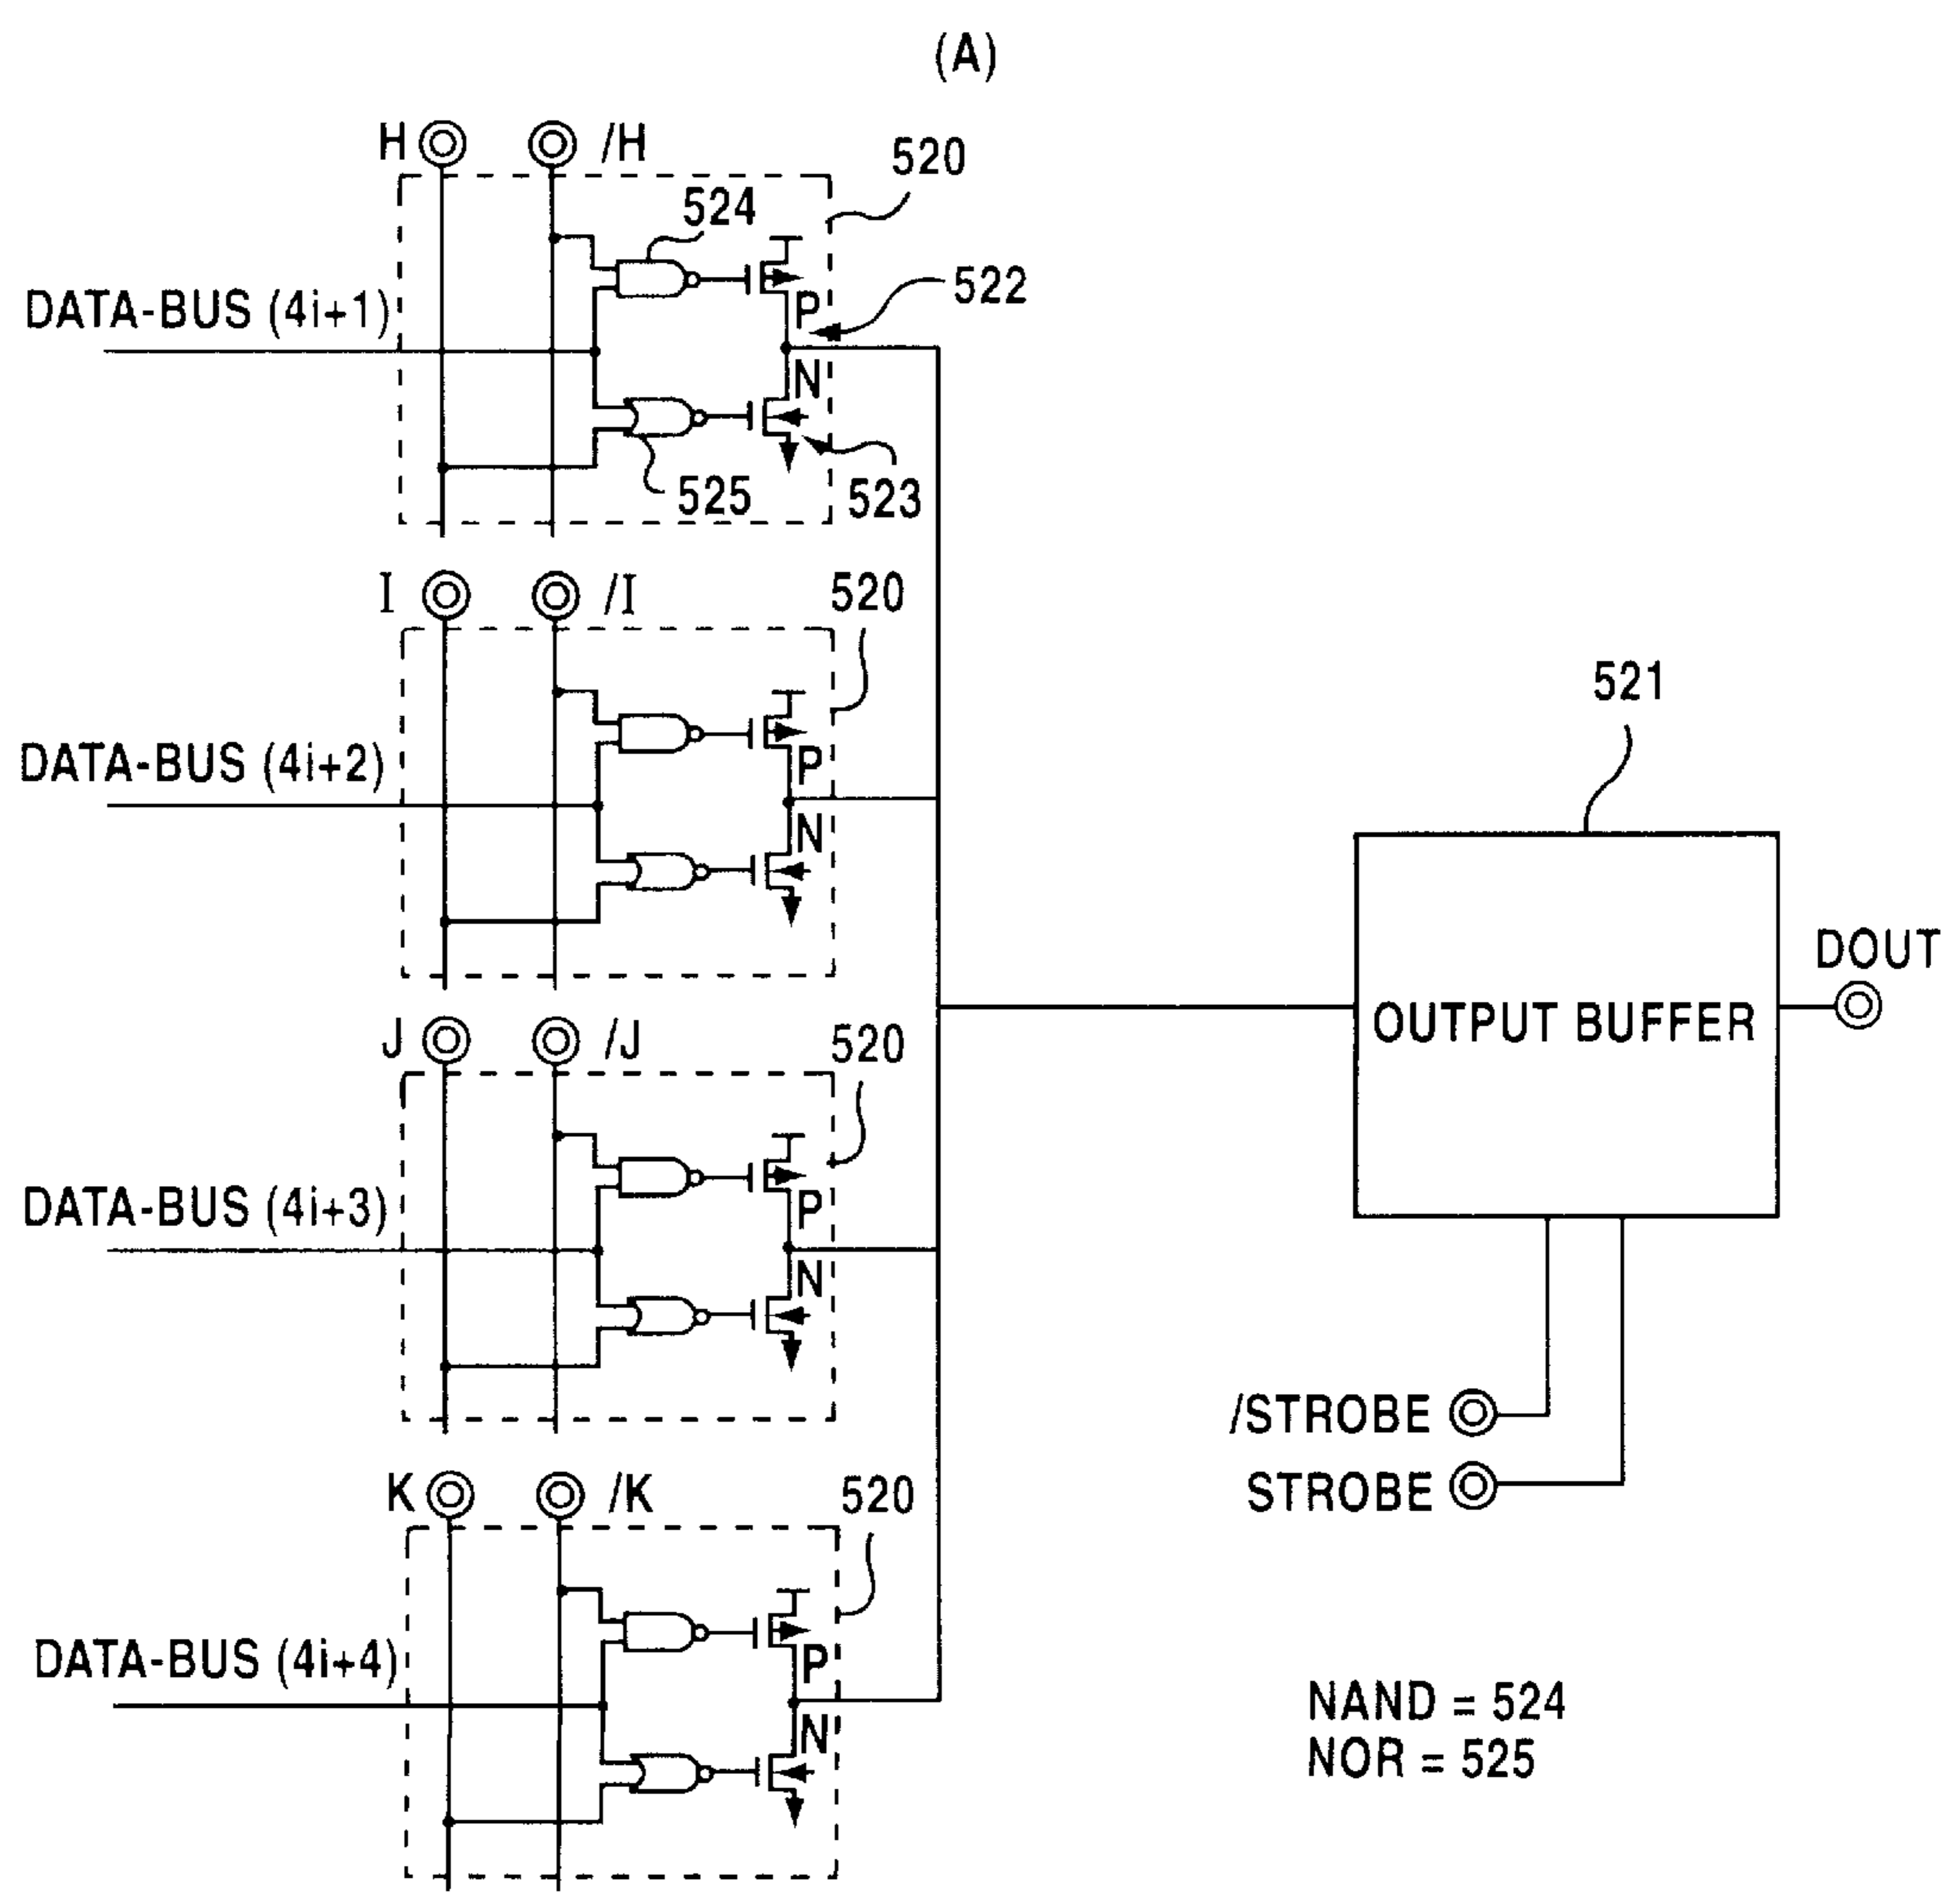 (A)
H /H 520
524
DATA-BUS (4i+1) P 522
N
525 523
I /I 520
DATA-BUS (4i+2) P
N
521
DOUT
OUTPUT BUFFER
J /J 520
DATA-BUS (4i+3) P
N
/STROBE
STROBE
K /K 520
DATA-BUS (4i+4) P
N
NAND = 524
NOR = 525